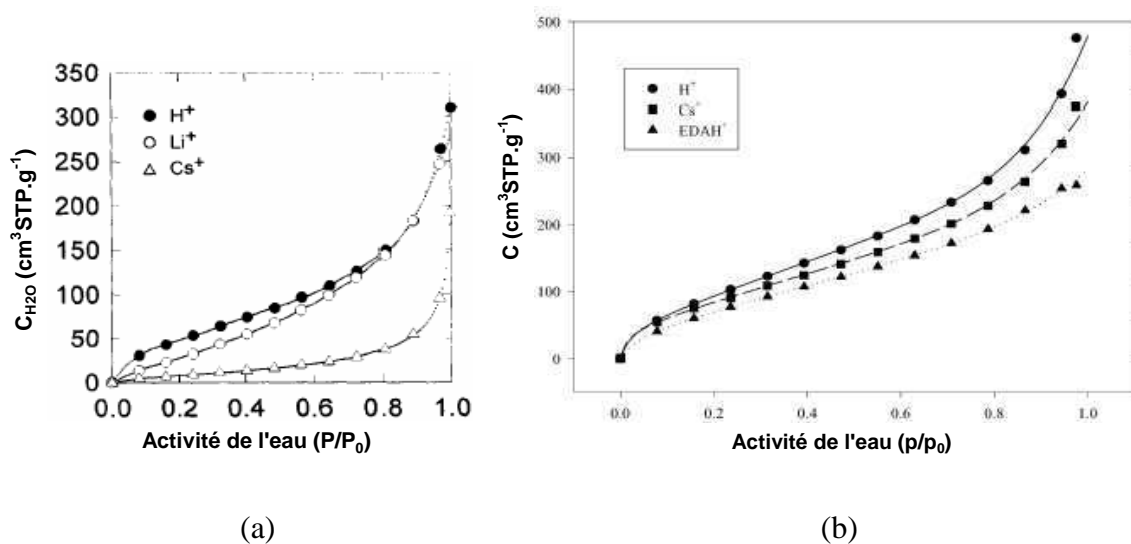 350
300
250
200
150
100
50
0
H⁺
Li⁺
Cs⁺
C_H2O (cm³STP.g⁻¹)
0.0 0.2 0.4 0.6 0.8 1.0
Activité de l'eau (P/P₀)
(a)
500
400
300
200
100
0
H⁺
Cs⁺
EDAH⁺
C (cm³STP.g⁻¹)
0.0 0.2 0.4 0.6 0.8 1.0
Activité de l'eau (p/p₀)
(b)